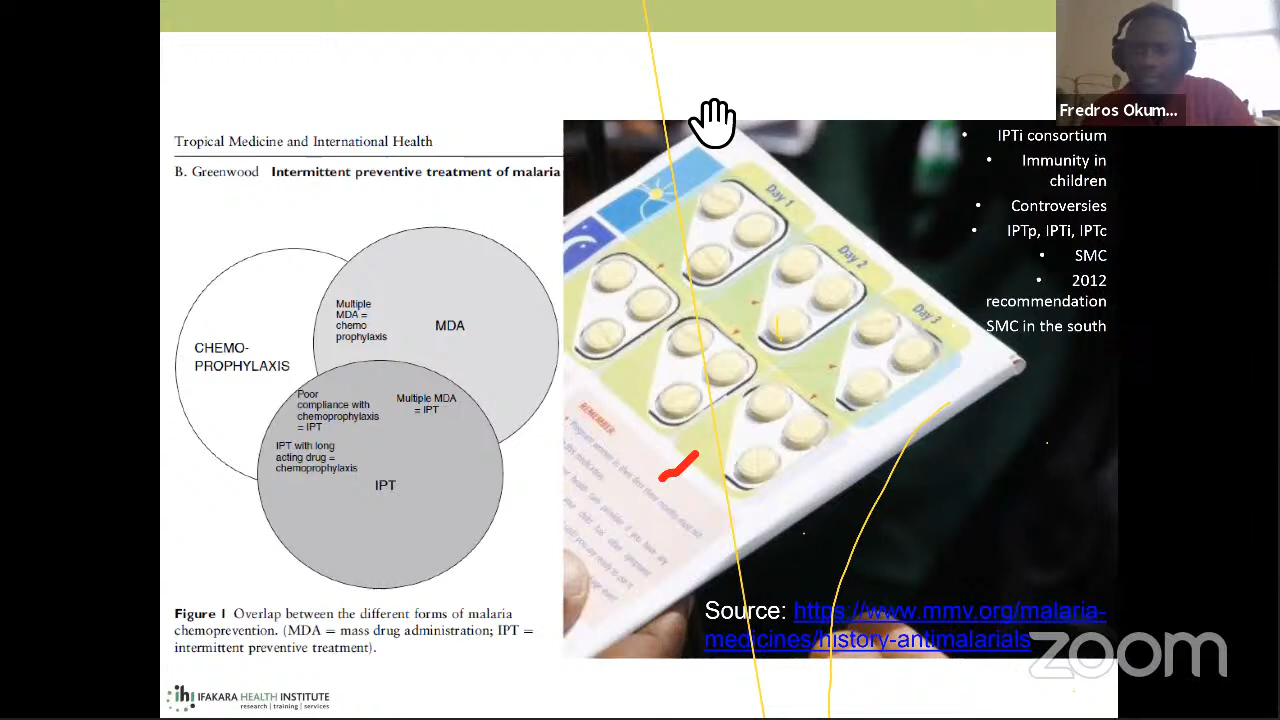 Fredros Okum...
Tropical Medicine and International Health
B. Greenwood Intermittent preventive treatment of malaria
CHEMO-
PROPHYLAXIS
Multiple
MDA =
chemo
prophylaxis
MDA
Poor
compliance with
chemoprophylaxis
= IPT
Multiple MDA
= IPT
IPT with long
acting drug =
chemoprophylaxis
IPT
Figure 1 Overlap between the different forms of malaria
chemoprevention. (MDA = mass drug administration; IPT =
intermittent preventive treatment).
IFAKARA HEALTH INSTITUTE
research | training | services
Day 1
Day 2
Day 3
REMEMBER
• IPTi consortium
• Immunity in
children
• Controversies
• IPTp, IPTi, IPTc
• SMC
• 2012
recommendation
SMC in the south
Source: https://www.mmv.org/malaria-
medicines/history-antimalarials
zoom